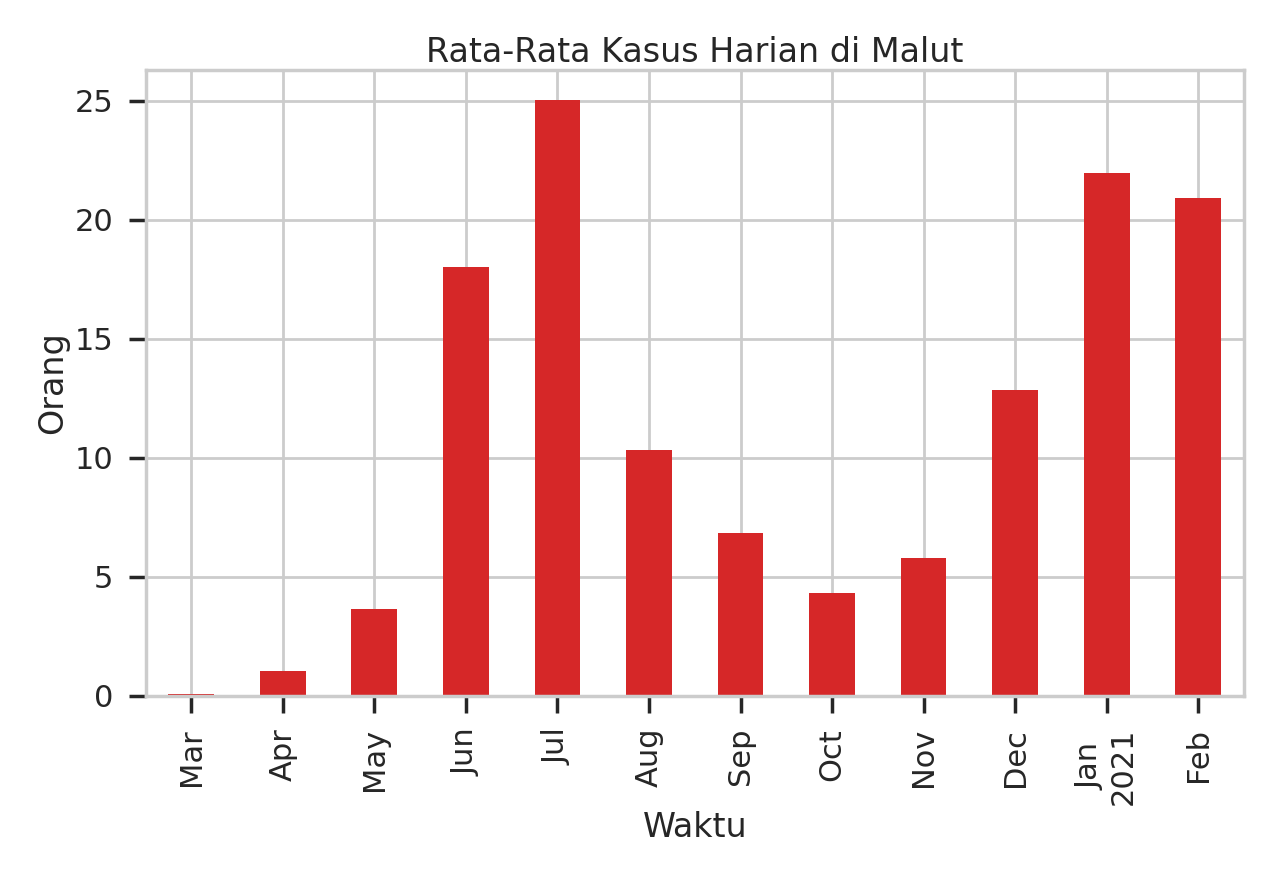 Rata-Rata Kasus Harian di Malut
25
20
15
10
5
0
Orang
Mar
Apr
May
Jun
Jul
Aug
Sep
Oct
Nov
Dec
Jan
2021
Feb
Waktu